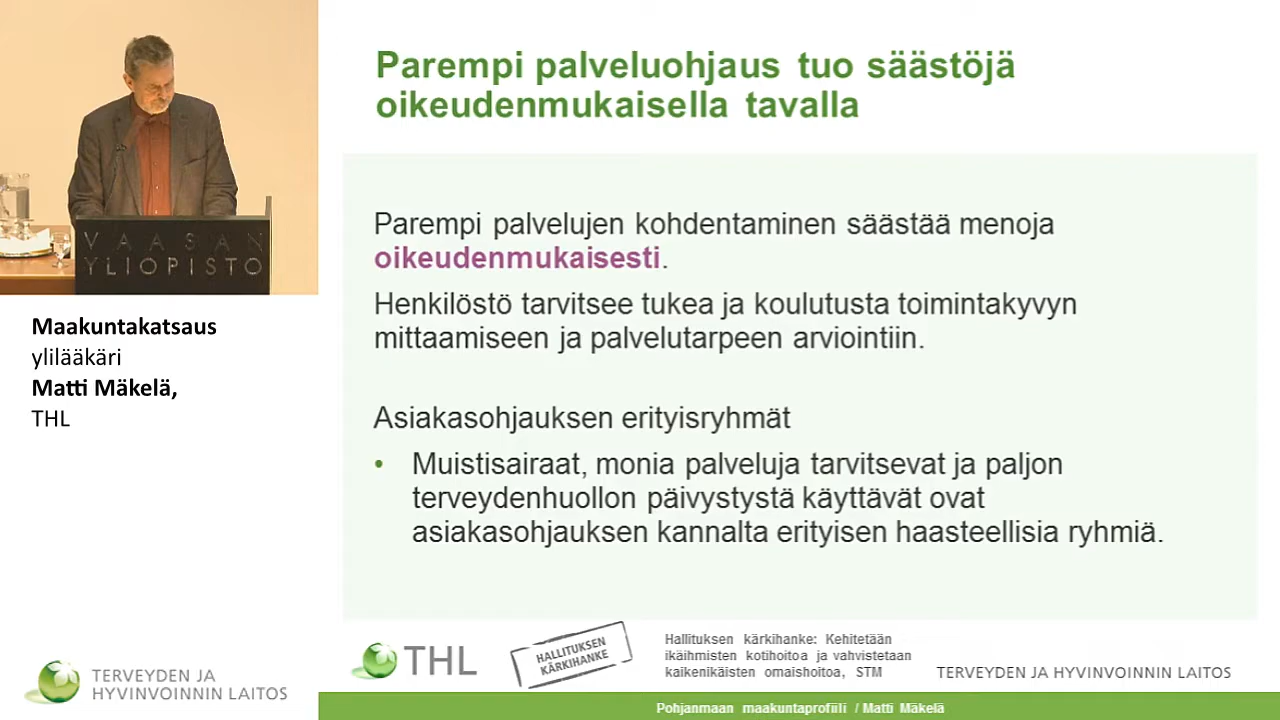 Parempi palveluohjaus tuo säästöjä
oikeudenmukaisella tavalla
Parempi palvelujen kohdentaminen säästää menoja
oikeudenmukaisesti.
Henkilöstö tarvitsee tukea ja koulutusta toimintakyvyn
mittaamiseen ja palvelutarpeen arviointiin.
Asiakasohjauksen erityisryhmät
• Muistisairaat, monia palveluja tarvitsevat ja paljon
terveydenhuollon päivystystä käyttävät ovat
asiakasohjauksen kannalta erityisen haasteellisia ryhmiä.
VAASAN
YLIOPISTO
Maakuntakatsaus
ylilääkäri
Matti Mäkelä,
THL
TERVEYDEN JA
HYVINVOINNIN LAITOS
THL
HALLITUKSEN
KÄRKIHANKE
Hallituksen kärkihanke: Kehitetään
ikäihmisten kotihoitoa ja vahvistetaan
kaikenikäisten omaishoitoa, STM
TERVEYDEN JA HYVINVOINNIN LAITOS
Pohjanmaan maakuntaprofiili / Matti Mäkelä